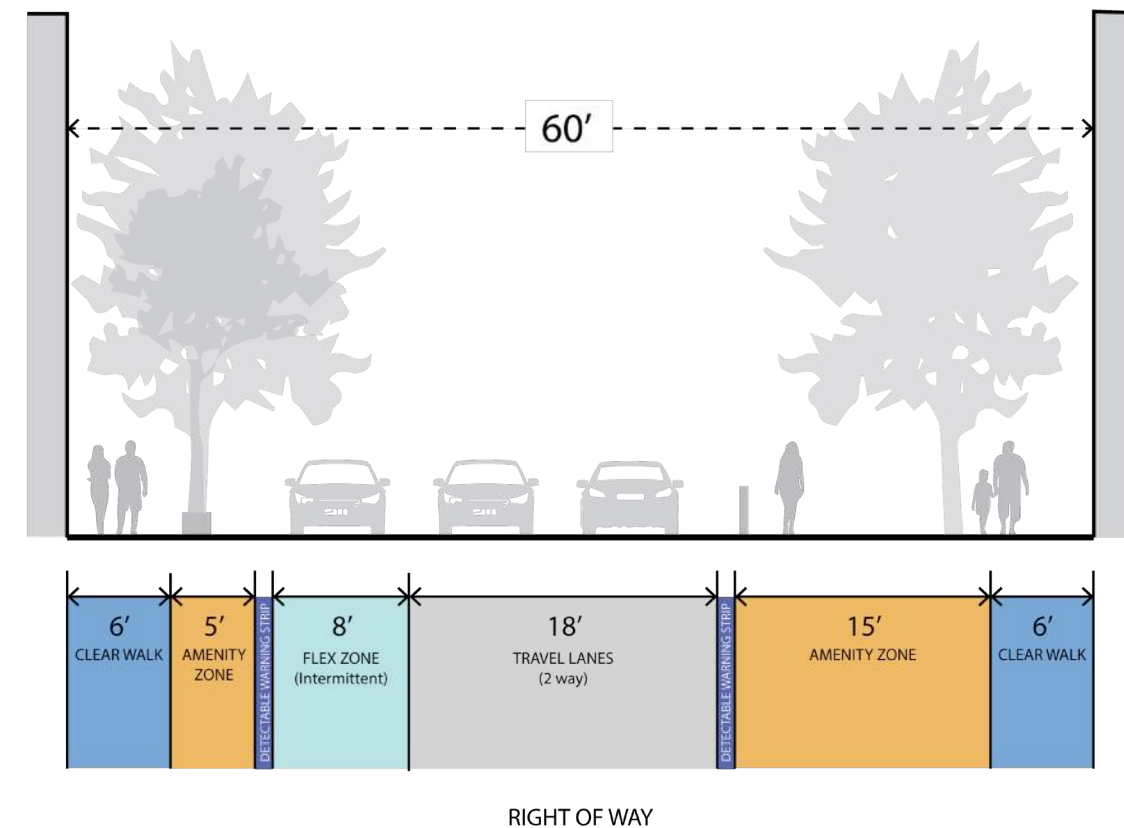 60’
6’
CLEAR WALK
5’
AMENITY
ZONE
DETECTABLE WARNING STRIP
8’
FLEX ZONE
(Intermittent)
18’
TRAVEL LANES
(2 way)
DETECTABLE WARNING STRIP
15’
AMENITY ZONE
6’
CLEAR WALK
RIGHT OF WAY